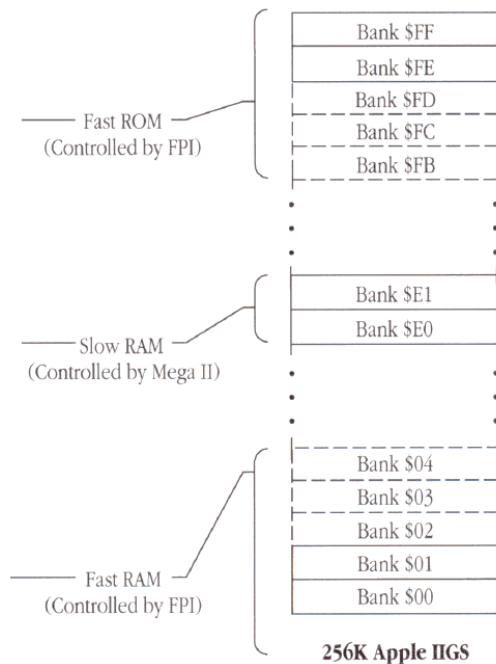 Bank $FF
Bank $FE
Bank $FD
Fast ROM
(Controlled by FPI)
Bank $FC
Bank $FB
Bank $E1
Bank $E0
Slow RAM
(Controlled by Mega II)
Bank $04
Bank $03
Bank $02
Bank $01
Fast RAM
(Controlled by FPI)
Bank $00
256K Apple IIGS